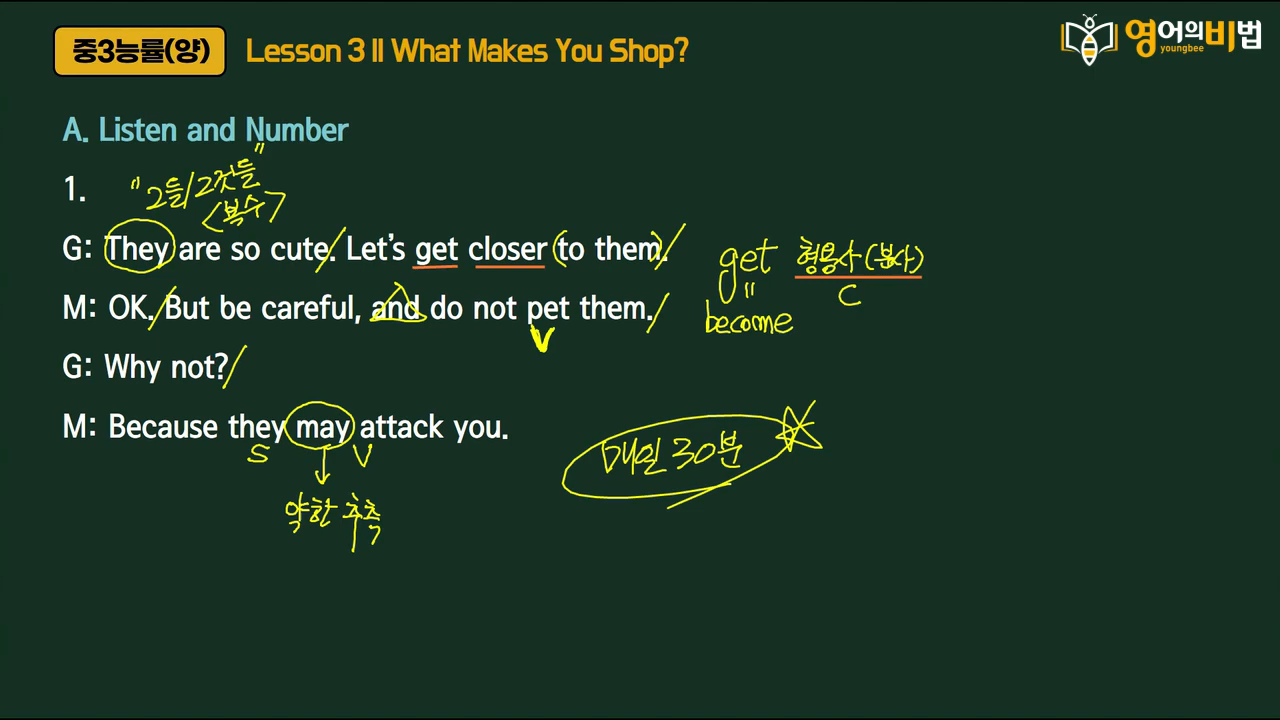 중3능률(양) Lesson 3 II What Makes You Shop?
영어의비법
youngbee
A. Listen and Number
1. "그들/그것들"
<복수>
G: They are so cute. Let's get closer (to them).
get 형용사(분사)
M: OK. But be careful, and do not pet them.
V
"
C
become
G: Why not?
M: Because they may attack you.
S V
약한 추측
매일 30분